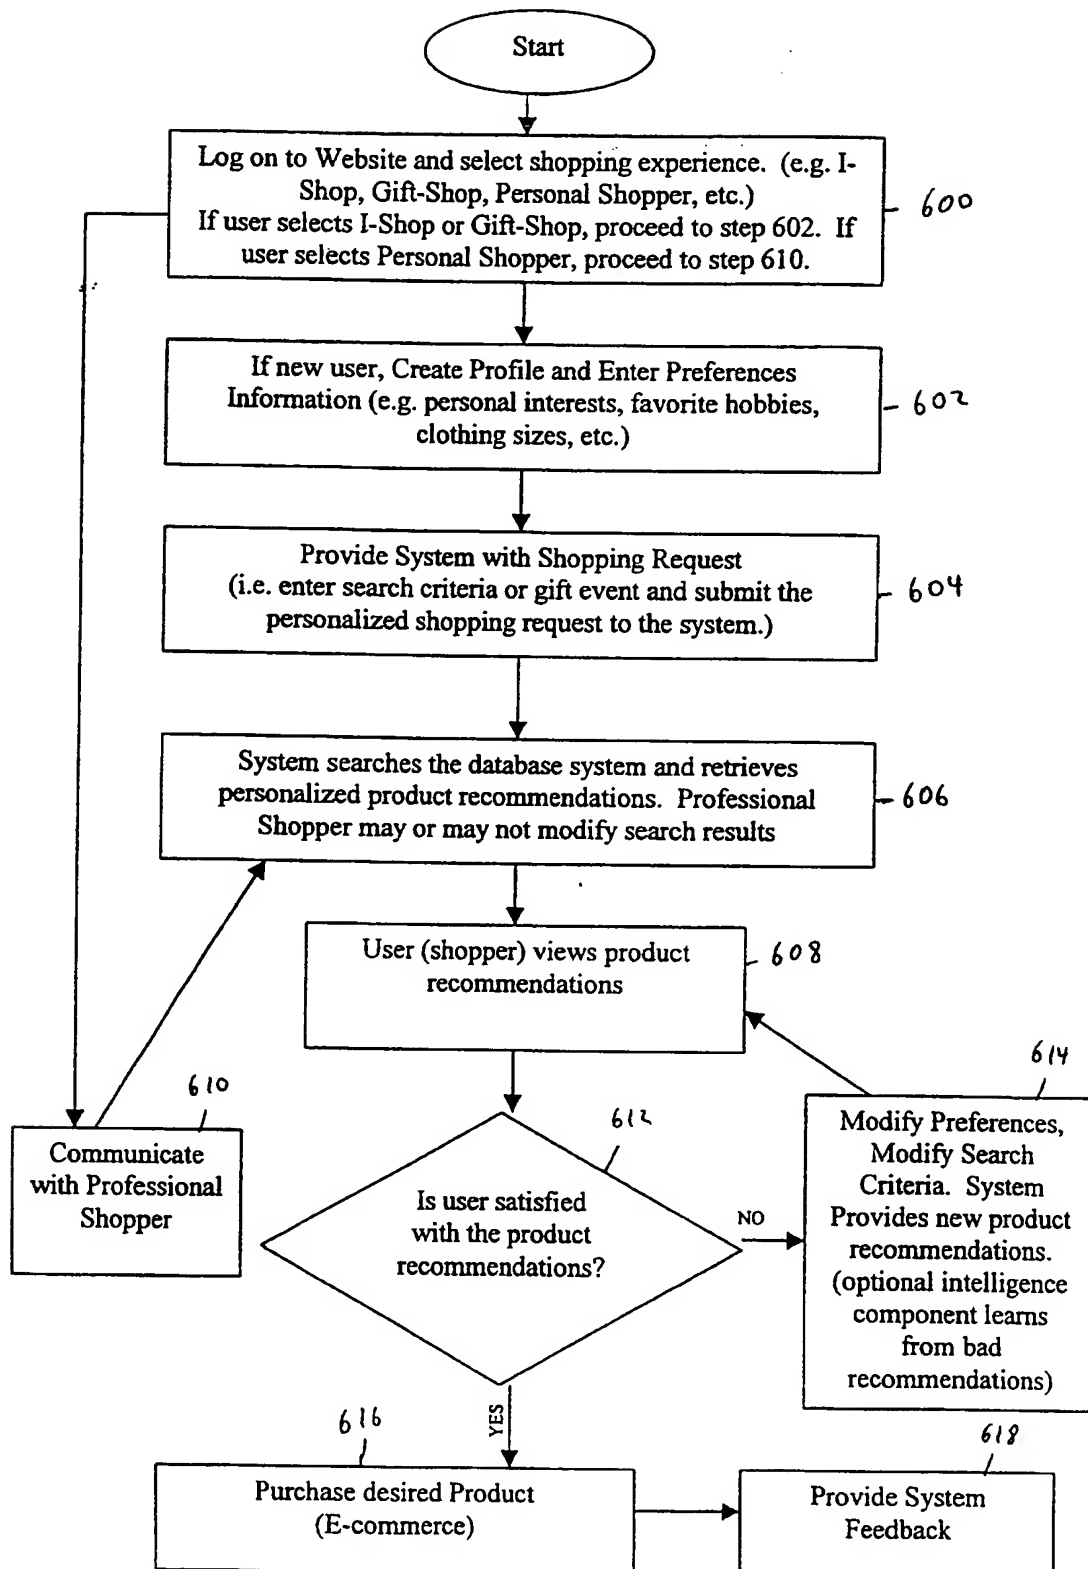 Start
Log on to Website and select shopping experience. (e.g. I-
Shop, Gift-Shop, Personal Shopper, etc.)
If user selects I-Shop or Gift-Shop, proceed to step 602. If
user selects Personal Shopper, proceed to step 610.
600
If new user, Create Profile and Enter Preferences
Information (e.g. personal interests, favorite hobbies,
clothing sizes, etc.)
602
Provide System with Shopping Request
(i.e. enter search criteria or gift event and submit the
personalized shopping request to the system.)
604
System searches the database system and retrieves
personalized product recommendations. Professional
Shopper may or may not modify search results
606
User (shopper) views product
recommendations
608
610
Communicate
with Professional
Shopper
612
Is user satisfied
with the product
recommendations?
NO
614
Modify Preferences,
Modify Search
Criteria. System
Provides new product
recommendations.
(optional intelligence
component learns
from bad
recommendations)
YES
616
Purchase desired Product
(E-commerce)
618
Provide System
Feedback